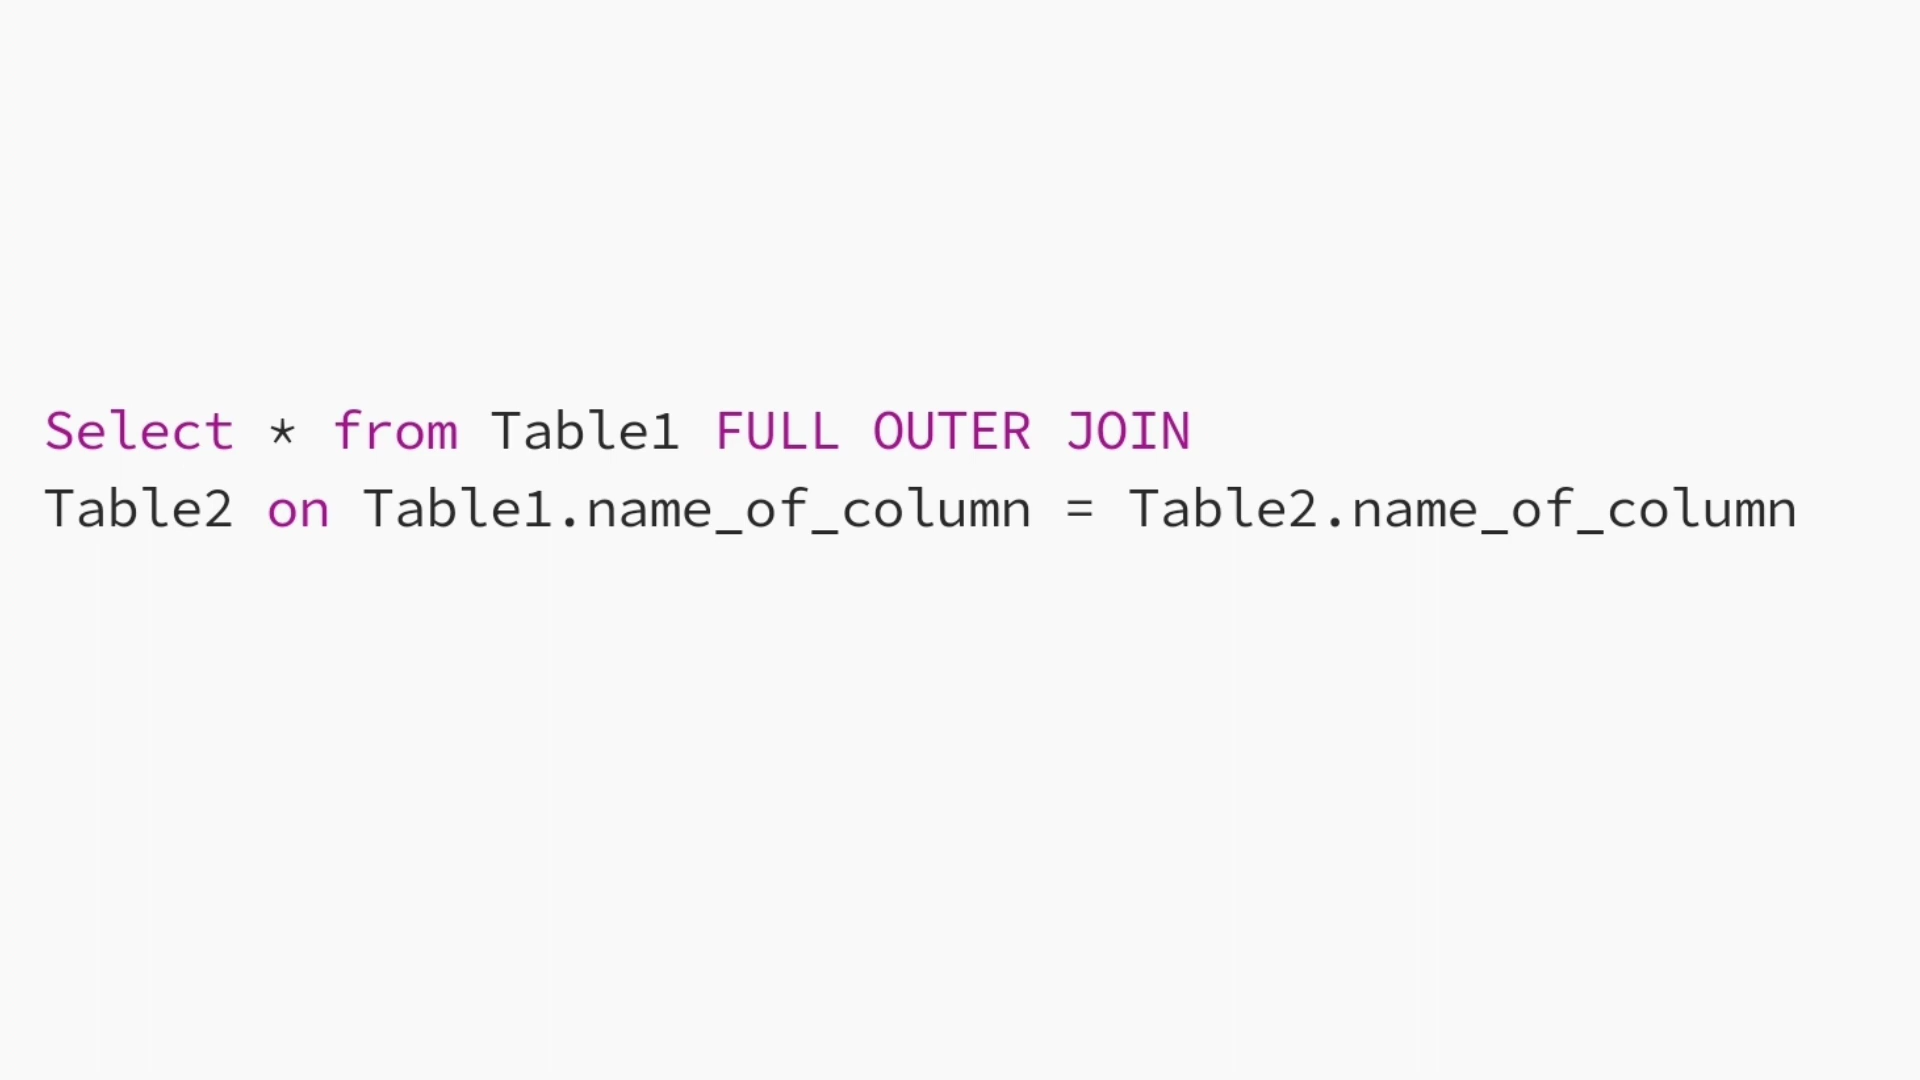 Select * from Table1 FULL OUTER JOIN
Table2 on Table1.name_of_column = Table2.name_of_column